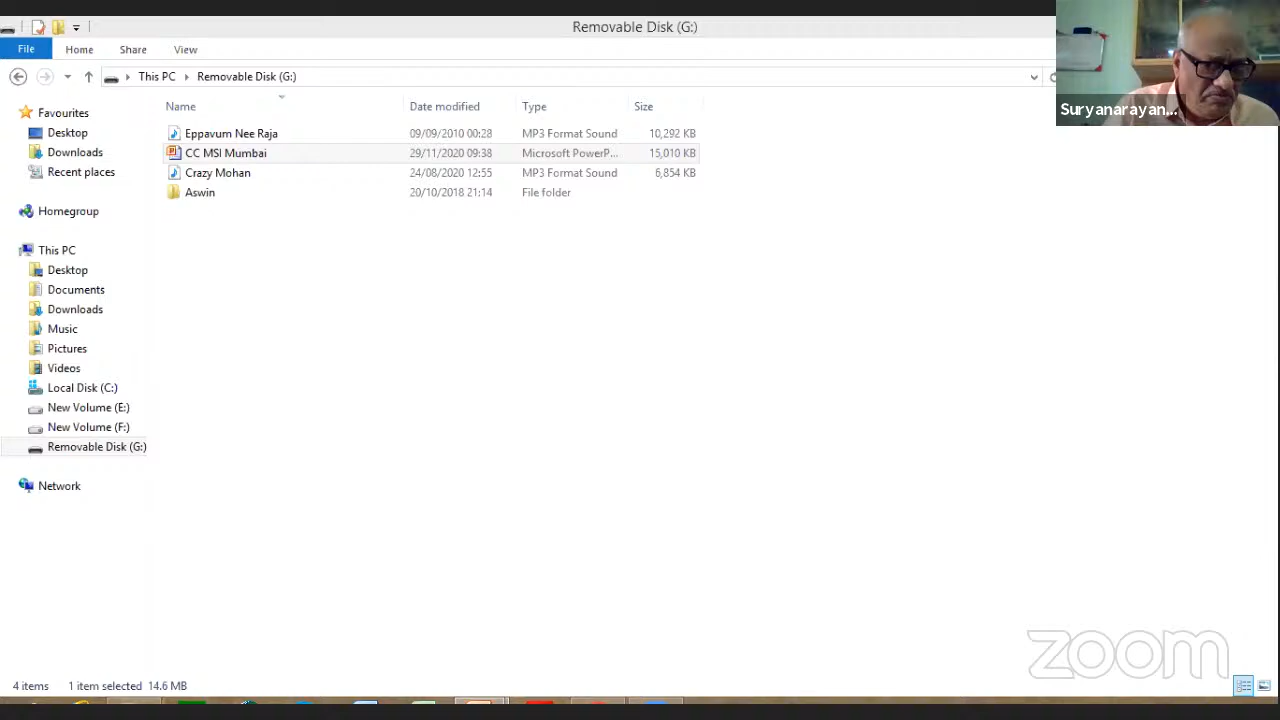 Removable Disk (G:)
File Home Share View
This PC Removable Disk (G:)
Suryanarayan,...
Name Date modified Type Size
Eppavum Nee Raja 09/09/2010 00:28 MP3 Format Sound 10,292 KB
CC MSI Mumbai 29/11/2020 09:38 Microsoft PowerP... 15,010 KB
Crazy Mohan 24/08/2020 12:55 MP3 Format Sound 6,854 KB
Aswin 20/10/2018 21:14 File folder
Favourites
Desktop
Downloads
Recent places
Homegroup
This PC
Desktop
Documents
Downloads
Music
Pictures
Videos
Local Disk (C:)
New Volume (E:)
New Volume (F:)
Removable Disk (G:)
Network
zoom
4 items 1 item selected 14.6 MB